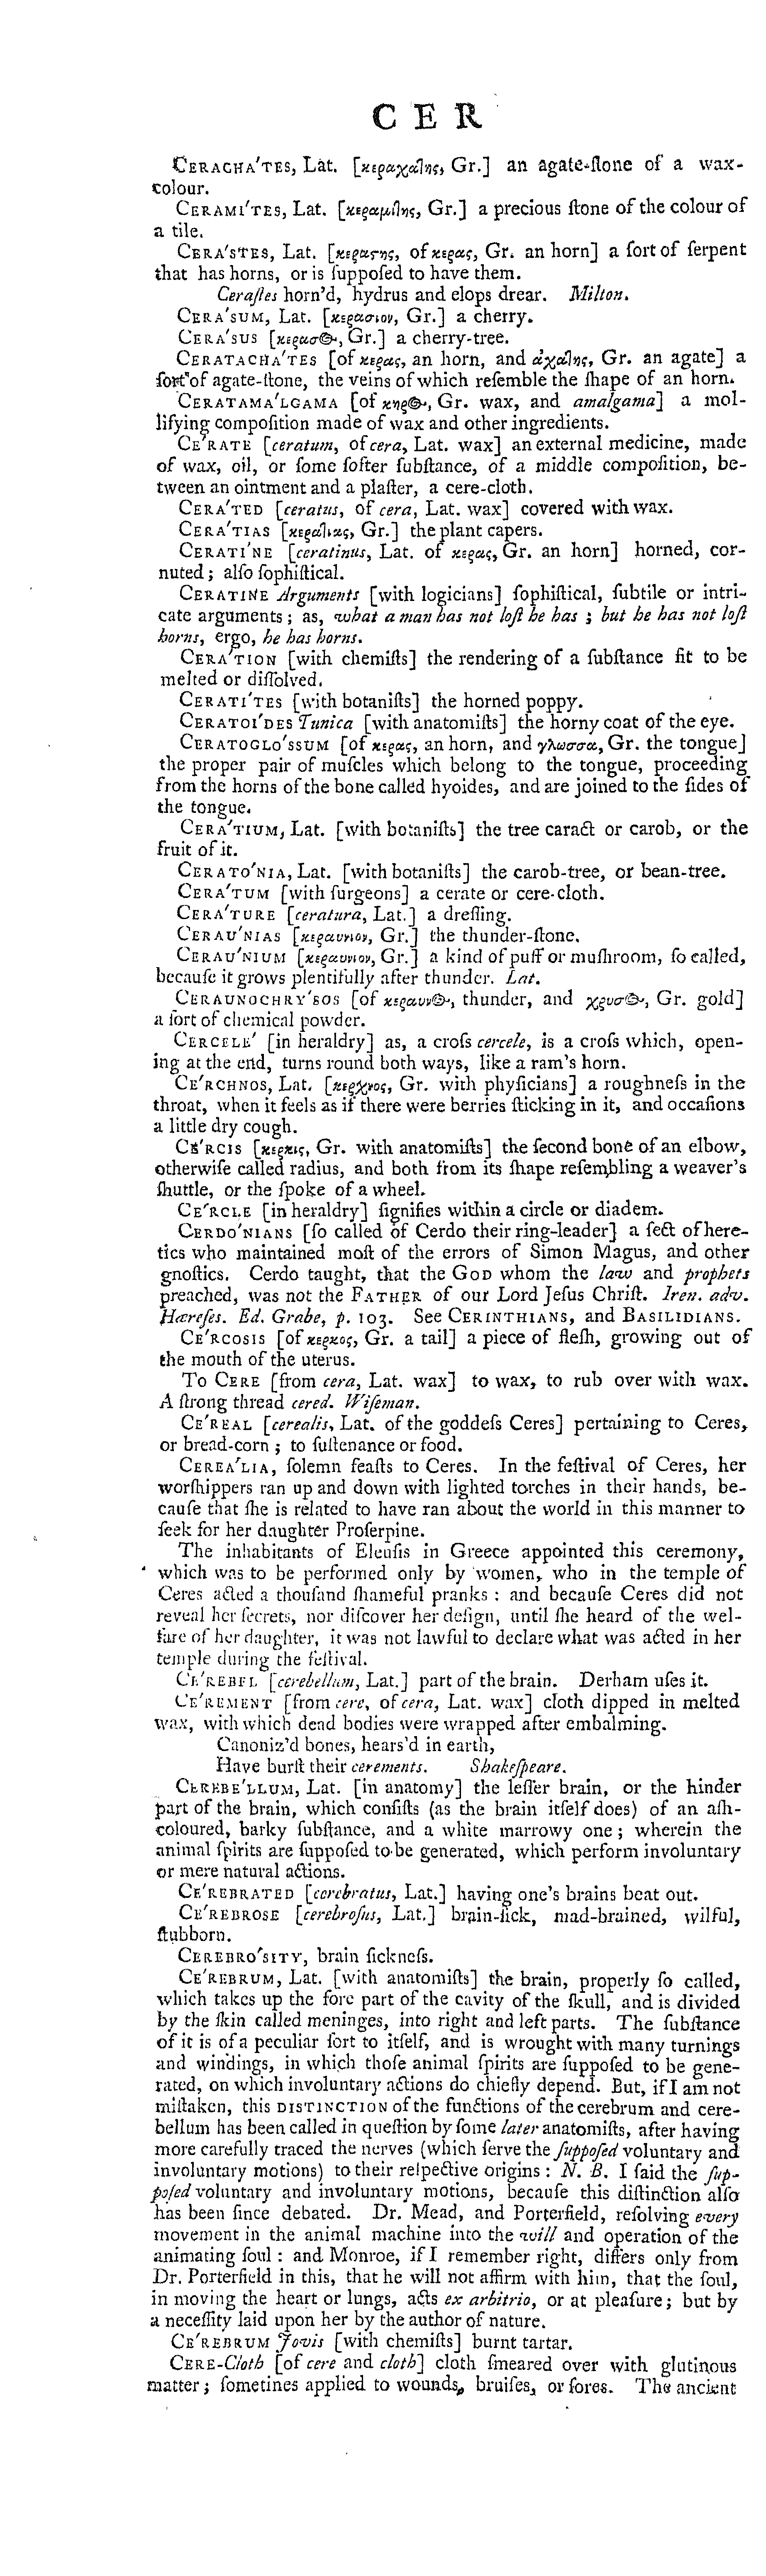 C E R
CERACHA′TES, Lat. [κεραχαῖης, Gr.] an agate-ſtone of a wax-
colour.
CERAMI′TES, Lat. [κεραμίῖης, Gr.] a precious ſtone of the colour of
a tile.
CERA′STES, Lat. [κεραϛης, of κερας, Gr. an horn] a ſort of ſerpent
that has horns, or is ſuppoſed to have them.
Ceraſtes horn'd, hydrus and elops drear. Milton.
CERA′SUM, Lat. [κερασιον, Gr.] a cherry.
CERA′SUS [κερασος, Gr.] a cherry-tree.
CERATACHA′TES [of κερας, an horn, and ἀχατης, Gr. an agate] a
ſort of agate-ſtone, the veins of which reſemble the ſhape of an horn.
CERATAMA′LGAMA [of κηρος, Gr. wax, and amalgama] a mol-
lifying compoſition made of wax and other ingredients.
CE′RATE [ceratum, of cera, Lat. wax] an external medicine, made
of wax, oil, or ſome ſofter ſubſtance, of a middle compoſition, be-
tween an ointment and a plaſter, a cere-cloth.
CERA′TED [ceratus, of cera, Lat. wax] covered with wax.
CERA′TIAS [κερατιας, Gr.] the plant capers.
CERATI′NE [ceratinus, Lat. of κερας, Gr. an horn] horned, cor-
nuted; alſo ſophiſtical.
CERATINE Arguments [with logicians] ſophiſtical, ſubtile or intri-
cate arguments; as, what a man has not loſt he has; but he has not loſt
horns, ergo, he has horns.
CERA′TION [with chemiſts] the rendering of a ſubſtance fit to be
melted or diſſolved.
CERATI′TES [with botaniſts] the horned poppy.
CERATOI′DES Tunica [with anatomiſts] the horny coat of the eye.
CERATOGLO′SSUM [of κερας, an horn, and γλωσσα, Gr. the tongue]
the proper pair of muſcles which belong to the tongue, proceeding
from the horns of the bone called hyoides, and are joined to the ſides of
the tongue.
CERA′TIUM, Lat. [with botaniſts] the tree caract or carob, or the
fruit of it.
CERATO′NIA, Lat. [with botaniſts] the carob-tree, or bean-tree.
CERA′TUM [with ſurgeons] a cerate or cere-cloth.
CERA′TURE [ceratura, Lat.] a dreſſing.
CERAU′NIAS [κεραυνιον, Gr.] the thunder-ſtone.
CERAU′NIUM [κεραυνιον, Gr.] a kind of puff or muſhroom, ſo called,
becauſe it grows plentifully after thunder. Lat.
CERAUNOCHRY′SOS [of κεραυνος, thunder, and χρυσος, Gr. gold]
a ſort of chemical powder.
CERCELE′ [in heraldry] as, a croſs cercele, is a croſs which, open-
ing at the end, turns round both ways, like a ram's horn.
CE′RCHNOS, Lat. [κερχνος, Gr. with phyſicians] a roughneſs in the
throat, when it feels as if there were berries ſticking in it, and occaſions
a little dry cough.
CE′RCIS [κερκις, Gr. with anatomiſts] the ſecond bone of an elbow,
otherwiſe called radius, and both from its ſhape reſembling a weaver's
ſhuttle, or the ſpoke of a wheel.
CE′RCLE [in heraldry] ſignifies within a circle or diadem.
CERDO′NIANS [ſo called of Cerdo their ring-leader] a ſect of here-
tics who maintained moſt of the errors of Simon Magus, and other
gnoſtics. Cerdo taught, that the GOD whom the law and prophets
preached, was not the FATHER of our Lord Jeſus Chriſt. Iren. adv.
Hæreſes. Ed. Grabe, p. 103. See CERINTHIANS, and BASILIDIANS.
CE′RCOSIS [of κερκος, Gr. a tail] a piece of fleſh, growing out of
the mouth of the uterus.
To CERE [from cera, Lat. wax] to wax, to rub over with wax.
A ſtrong thread cered. Wiſeman.
CE′REAL [cerealis, Lat. of the goddeſs Ceres] pertaining to Ceres,
or bread-corn; to ſuſtenance or food.
CEREA′LIA, ſolemn feaſts to Ceres. In the feſtival of Ceres, her
worſhippers ran up and down with lighted torches in their hands, be-
cauſe that ſhe is related to have ran about the world in this manner to
ſeek for her daughter Proſerpine.
The inhabitants of Eleuſis in Greece appointed this ceremony,
which was to be performed only by women, who in the temple of
Ceres acted a thouſand ſhameful pranks: and becauſe Ceres did not
reveal her ſecrets, nor diſcover her deſign, until ſhe heard of the wel-
fare of her daughter, it was not lawful to declare what was acted in her
temple during the feſtival.
CE′REBEL [cerebellum, Lat.] part of the brain. Derham uſes it.
CE′REMENT [from cere, of cera, Lat. wax] cloth dipped in melted
wax, with which dead bodies were wrapped after embalming.
Canoniz'd bones, hears'd in earth,
Have burſt their cerements. Shakeſpeare.
CEREBE′LLUM, Lat. [in anatomy] the leſſer brain, or the hinder
part of the brain, which conſiſts (as the brain itſelf does) of an aſh-
coloured, barky ſubſtance, and a white marrowy one; wherein the
animal ſpirits are ſuppoſed to be generated, which perform involuntary
or mere natural actions.
CE′REBRATED [cerebratus, Lat.] having one's brains beat out.
CE′REBROSE [cerebroſus, Lat.] brain-ſick, mad-brained, wilful,
ſtubborn.
CEREBRO′SITY, brain ſickneſs.
CE′REBRUM, Lat. [with anatomiſts] the brain, properly ſo called,
which takes up the fore part of the cavity of the ſkull, and is divided
by the ſkin called meninges, into right and left parts. The ſubſtance
of it is of a peculiar ſort to itſelf, and is wrought with many turnings
and windings, in which thoſe animal ſpirits are ſuppoſed to be gene-
rated, on which involuntary actions do chiefly depend. But, if I am not
miſtaken, this DISTINCTION of the functions of the cerebrum and cere-
bellum has been called in queſtion by ſome later anatomiſts, after having
more carefully traced the nerves (which ſerve the ſuppoſed voluntary and
involuntary motions) to their reſpective origins: N. B. I ſaid the ſup-
poſed voluntary and involuntary motions, becauſe this diſtinction alſo
has been ſince debated. Dr. Mead, and Porterfield, reſolving every
movement in the animal machine into the will and operation of the
animating ſoul: and Monroe, if I remember right, differs only from
Dr. Porterfield in this, that he will not affirm with him, that the ſoul,
in moving the heart or lungs, acts ex arbitrio, or at pleaſure; but by
a neceſſity laid upon her by the author of nature.
CE′REBRUM Jovis [with chemiſts] burnt tartar.
CERE-Cloth [of cere and cloth] cloth ſmeared over with glutinous
matter; ſometines applied to wounds, bruiſes, or ſores. The ancient